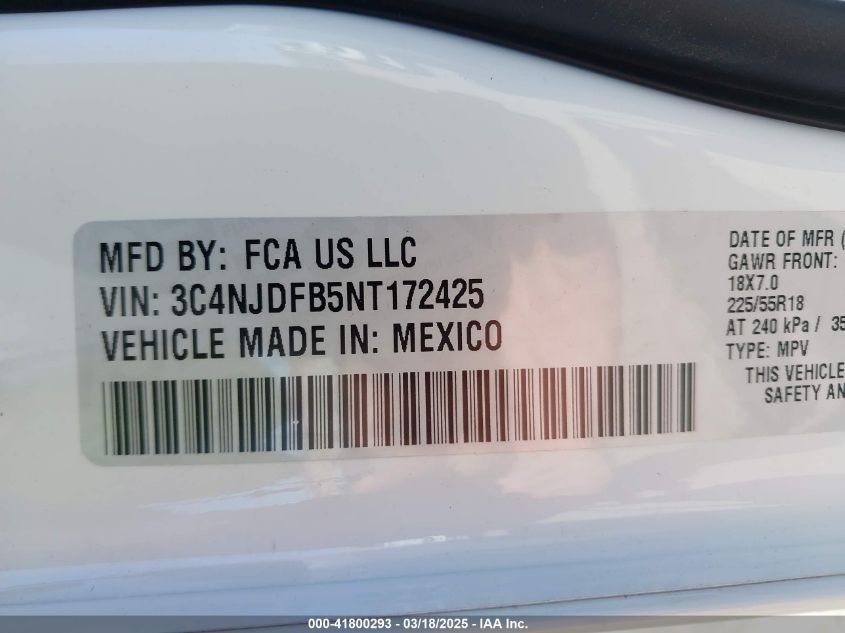 MFD BY: FCA US LLC
VIN: 3C4NJDFB5NT172425
VEHICLE MADE IN: MEXICO
DATE OF MFR (
GAWR FRONT:
18X7.0
225/55R18
AT 240 kPa / 35
TYPE: MPV
THIS VEHICLE
SAFETY AN
000-41800293 - 03/18/2025 - IAA Inc.